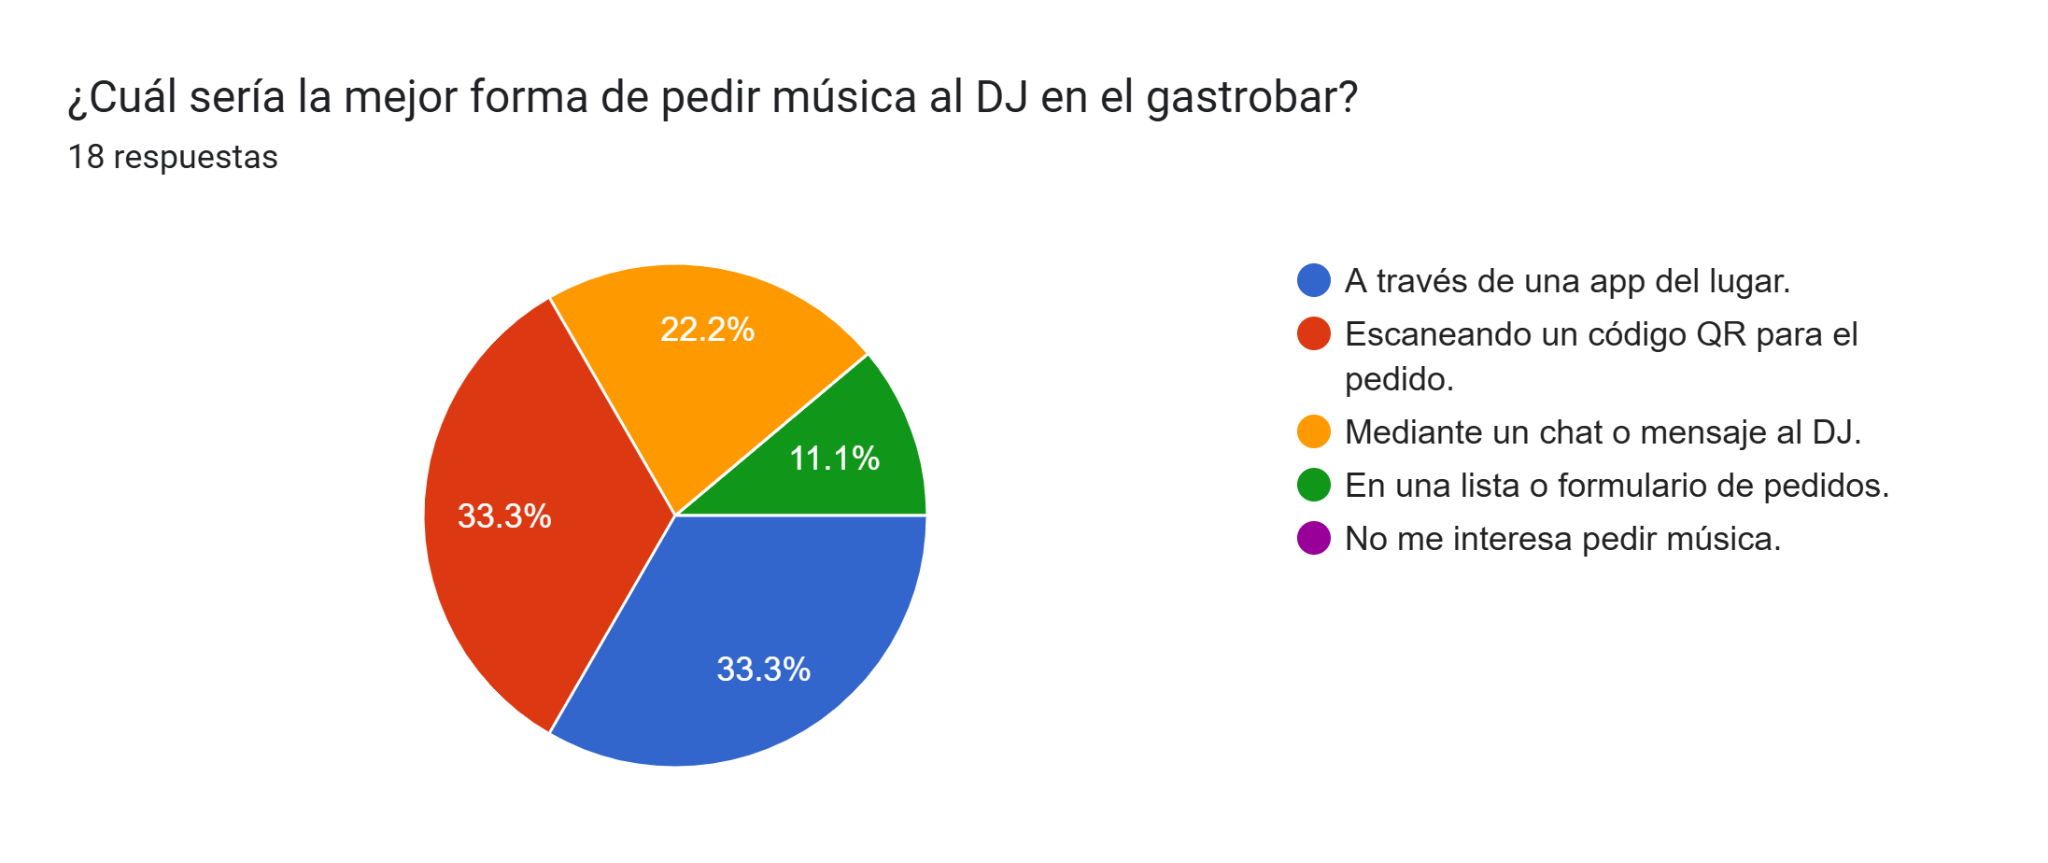 ¿Cuál sería la mejor forma de pedir música al DJ en el gastrobar?
18 respuestas
22.2%
11.1%
33.3%
33.3%
A través de una app del lugar.
Escaneando un código QR para el
pedido.
Mediante un chat o mensaje al DJ.
En una lista o formulario de pedidos.
No me interesa pedir música.